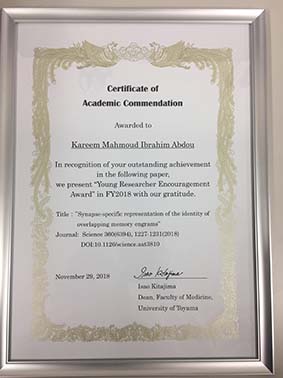 Certificate of
Academic Commendation
Awarded to
Kareem Mahmoud Ibrahim Abdou
In recognition of your outstanding achievement
in the following paper,
we present "Young Researcher Encouragement
Award" in FY2018 with our gratitude.
Title : "Synapse-specific representation of the identity of
overlapping memory engrams"
Journal: Science 360(6394), 1227-1231(2018)
DOI:10.1126/science.aat3810
November 29, 2018
Isao Kitajima
Isao Kitajima
Dean, Faculty of Medicine,
University of Toyama